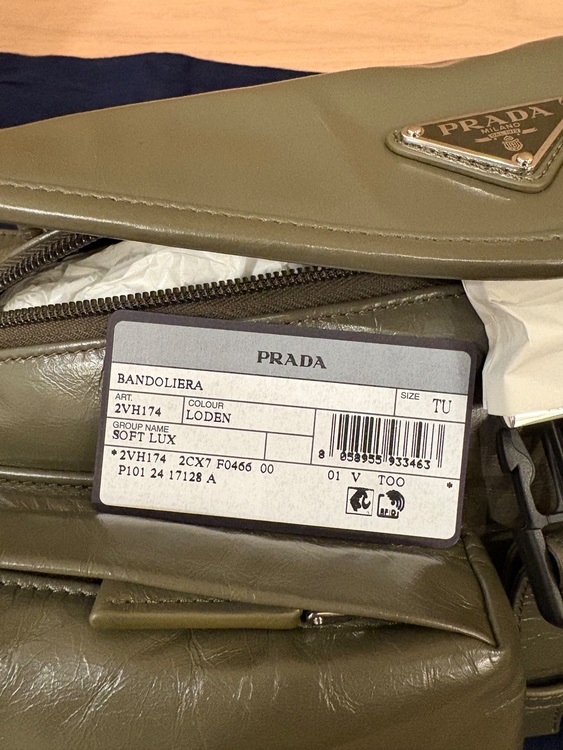 PRADA
MILANO
PRADA
BANDOLIERA
SIZE TU
ART. 2VH174
COLOUR LODEN
GROUP NAME
SOFT LUX
8 058955 933463
*2VH174 2CX7 F0466 00 01 V TOO *
P101 24 17128 A
RFID